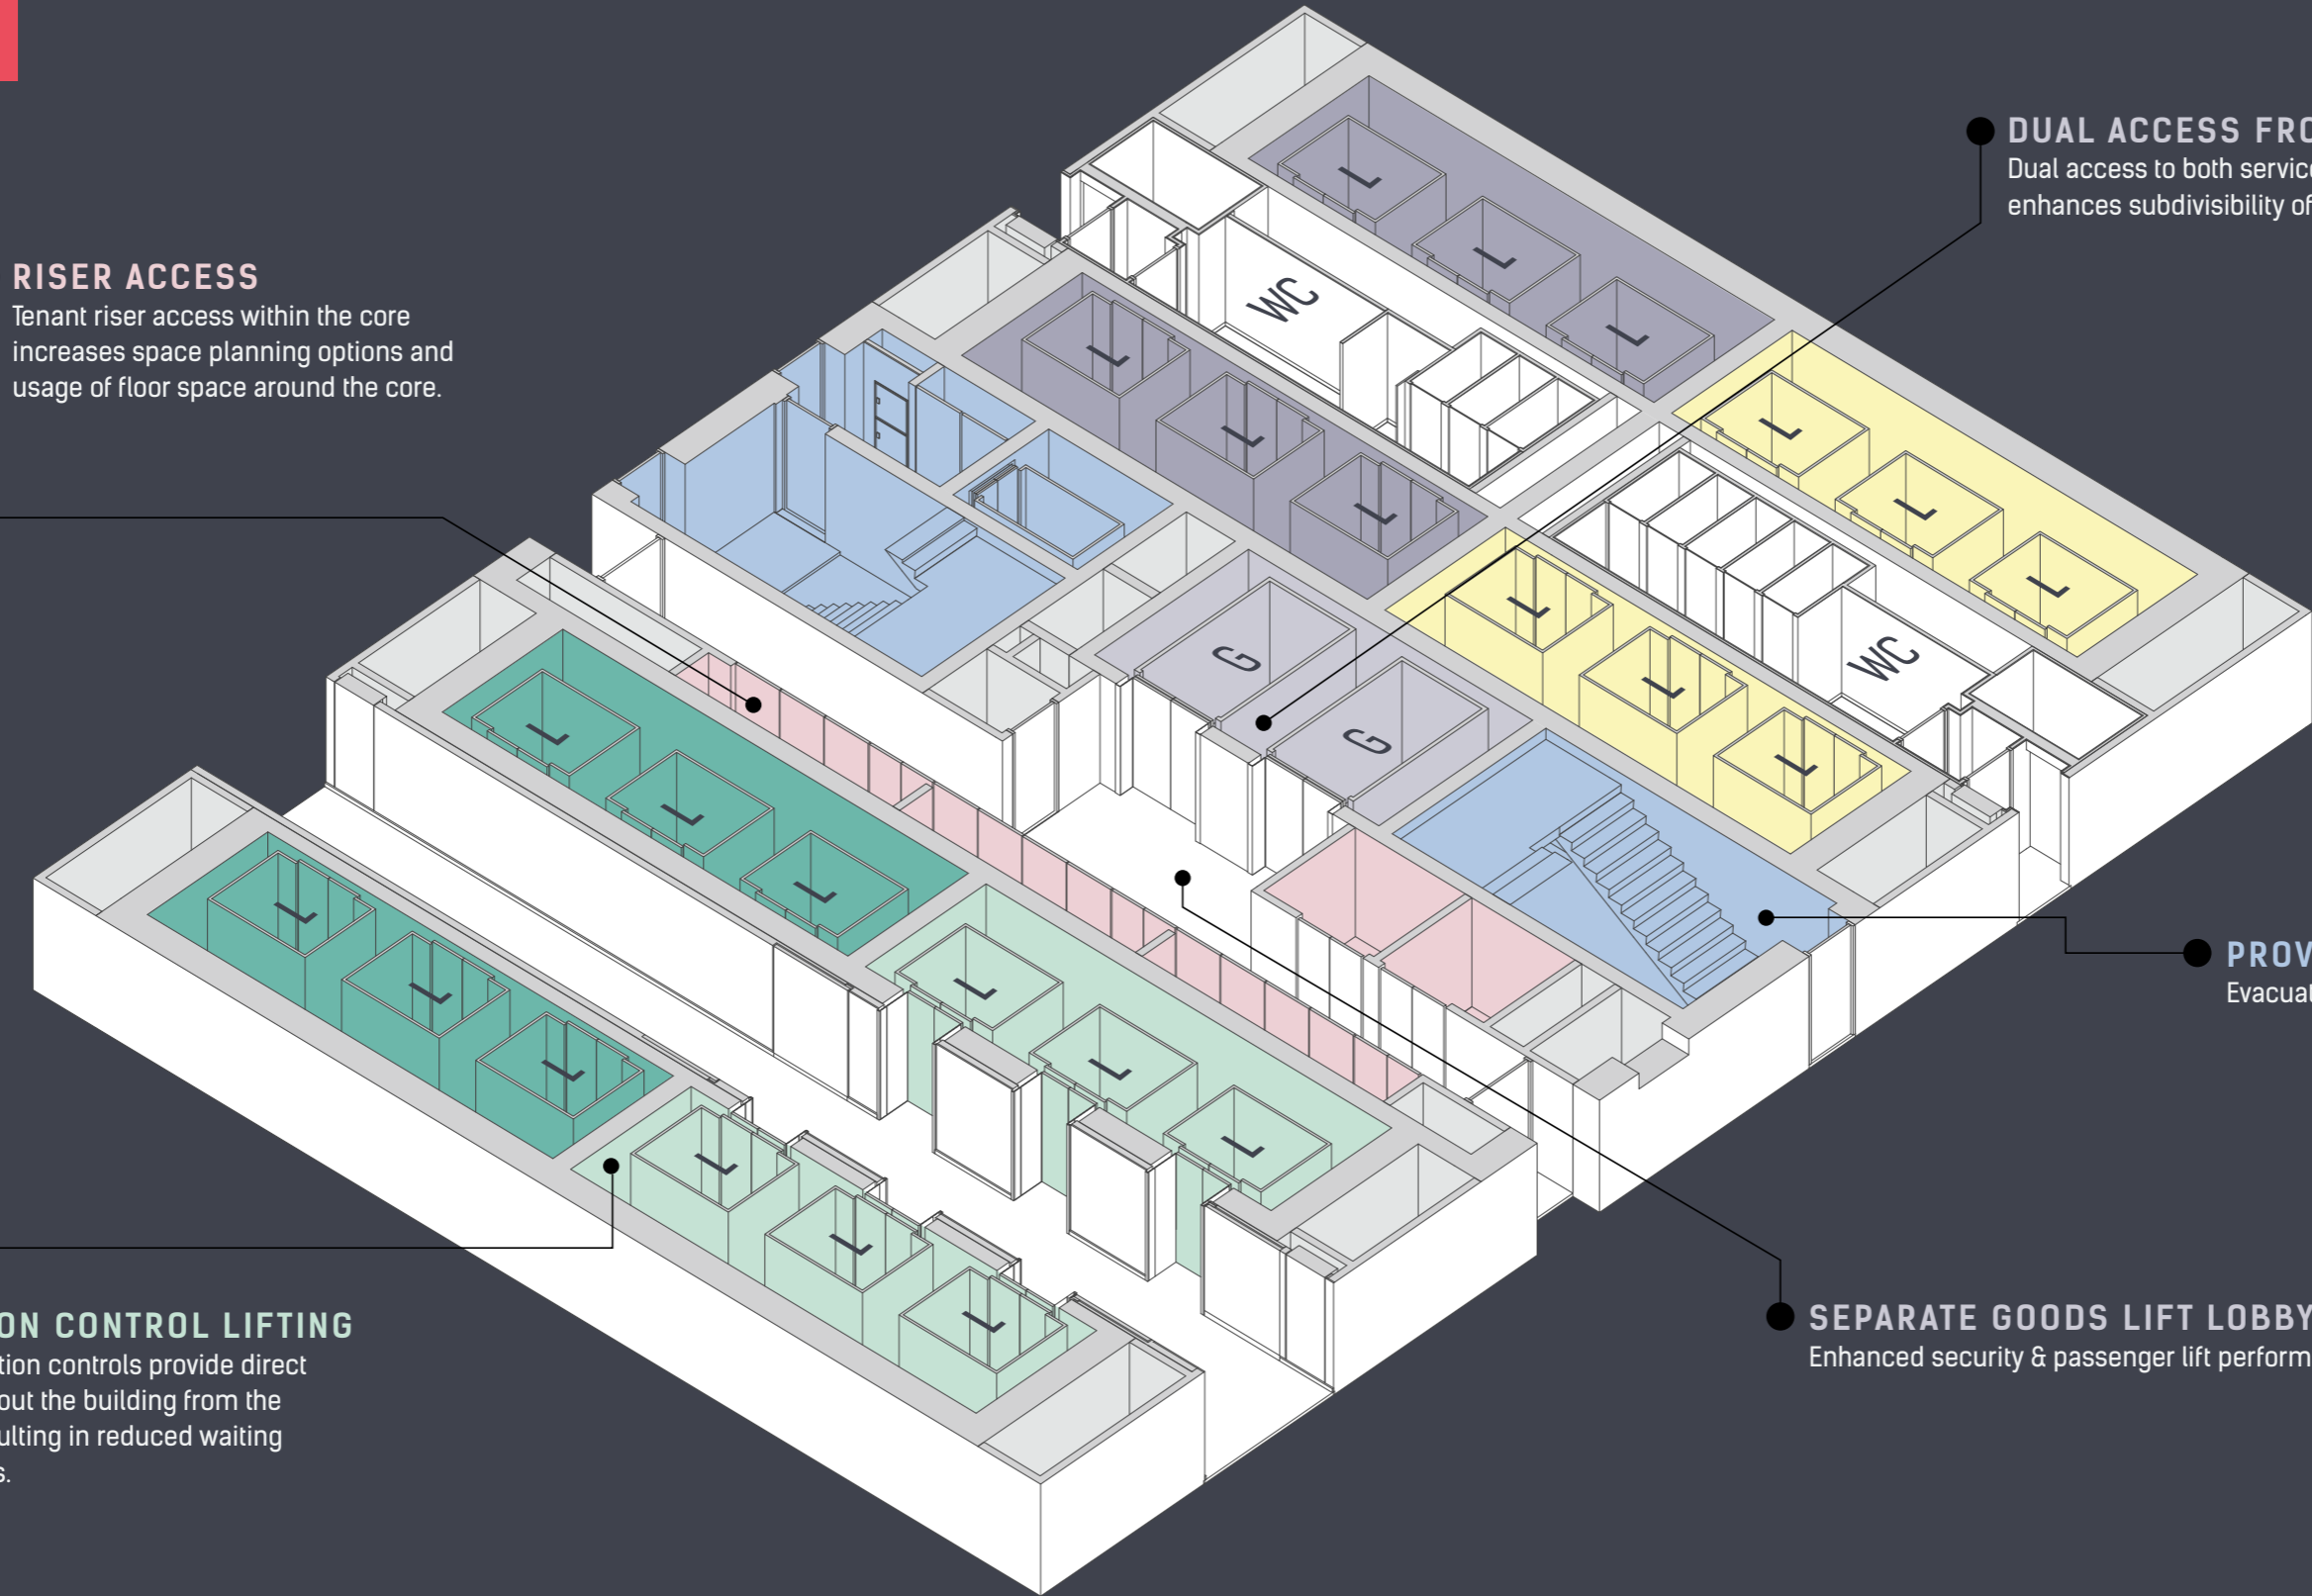 DUAL ACCESS FRO
Dual access to both service
enhances subdivisibility of
RISER ACCESS
Tenant riser access within the core
increases space planning options and
usage of floor space around the core.
L
L
L
WC
L
L
L
L
L
L
L
L
L
WC
G
G
L
L
L
L
L
L
L
L
L
L
L
L
PROV
Evacuat
SEPARATE GOODS LIFT LOBBY
Enhanced security & passenger lift perform
ON CONTROL LIFTING
tion controls provide direct
out the building from the
ulting in reduced waiting
s.